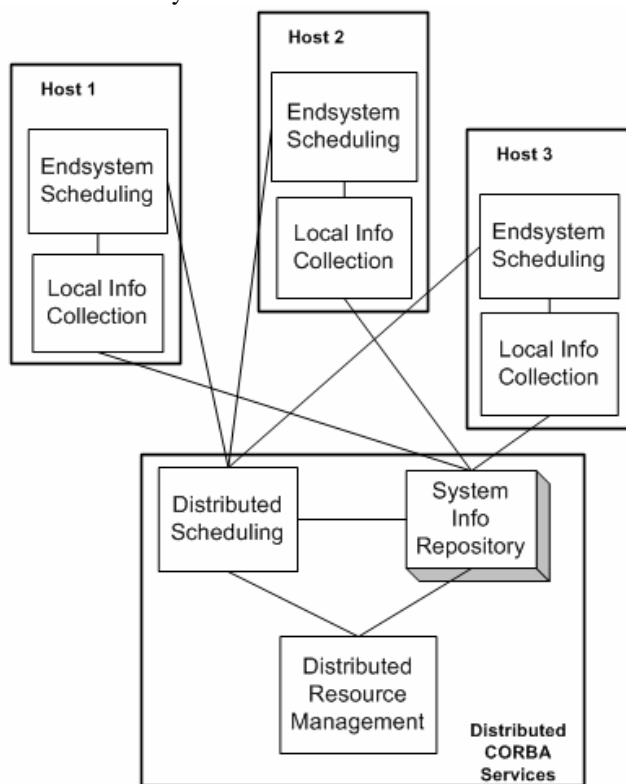 Host 1
Endsystem
Scheduling
Local Info
Collection
Host 2
Endsystem
Scheduling
Local Info
Collection
Host 3
Endsystem
Scheduling
Local Info
Collection
Distributed
Scheduling
System
Info
Repository
Distributed
Resource
Management
Distributed
CORBA
Services